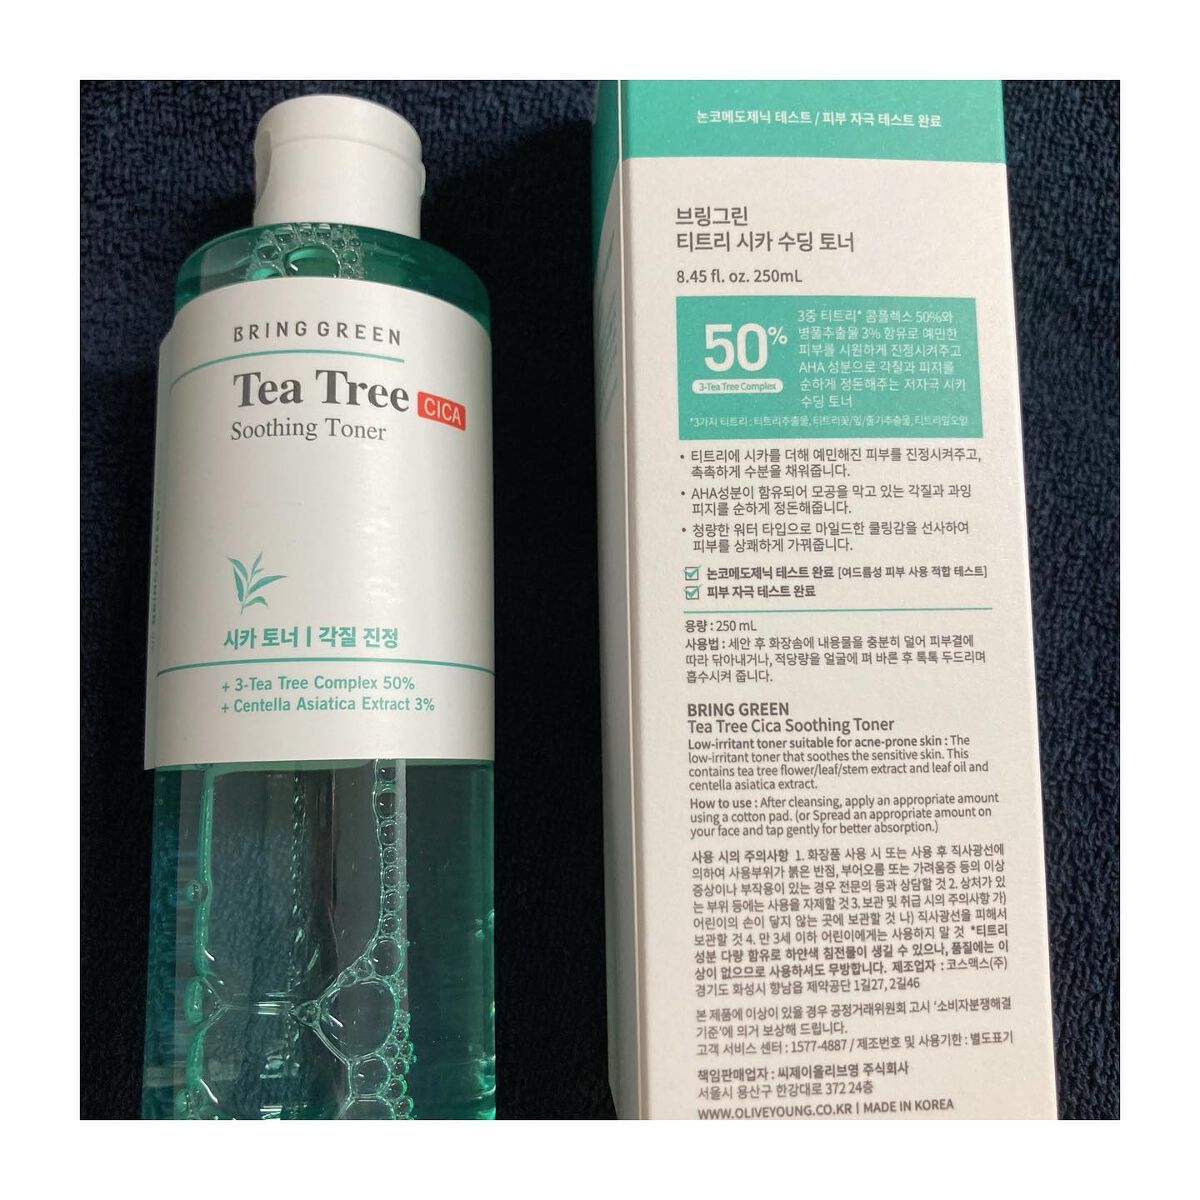 BRING GREEN
Tea Tree CICA
Soothing Toner
시카 토너 | 각질 진정
+ 3-Tea Tree Complex 50%
+ Centella Asiatica Extract 3%
BRING GREEN
논코메도제닉 테스트 / 피부 자극 테스트 완료
브링그린
티트리 시카 수딩 토너
8.45 fl. oz. 250mL
50%
3-Tea Tree Complex
3중 티트리* 콤플렉스 50%와
병풀추출물 3% 함유로 예민한
피부를 시원하게 진정시켜주고
AHA 성분으로 각질과 피지를
순하게 정돈해주는 저자극 시카
수딩 토너
*3가지 티트리 : 티트리추출물, 티트리꽃/잎/줄기추출물, 티트리잎오일
• 티트리에 시카를 더해 예민해진 피부를 진정시켜주고,
촉촉하게 수분을 채워줍니다.
• AHA성분이 함유되어 모공을 막고 있는 각질과 과잉
피지를 순하게 정돈해줍니다.
• 청량한 워터 타입으로 마일드한 쿨링감을 선사하여
피부를 상쾌하게 가꿔줍니다.
논코메도제닉 테스트 완료 [여드름성 피부 사용 적합 테스트]
피부 자극 테스트 완료
용량 : 250 mL
사용법 : 세안 후 화장솜에 내용물을 충분히 덜어 피부결에
따라 닦아내거나, 적당량을 얼굴에 펴 바른 후 톡톡 두드리며
흡수시켜 줍니다.
BRING GREEN
Tea Tree Cica Soothing Toner
Low-irritant toner suitable for acne-prone skin : The
low-irritant toner that soothes the sensitive skin. This
contains tea tree flower/leaf/stem extract and leaf oil and
centella asiatica extract.
How to use : After cleansing, apply an appropriate amount
using a cotton pad. (or Spread an appropriate amount on
your face and tap gently for better absorption.)
사용 시의 주의사항 1. 화장품 사용 시 또는 사용 후 직사광선에
의하여 사용부위가 붉은 반점, 부어오름 또는 가려움증 등의 이상
증상이나 부작용이 있는 경우 전문의 등과 상담할 것 2. 상처가 있
는 부위 등에는 사용을 자제할 것 3. 보관 및 취급 시의 주의사항 가)
어린이의 손이 닿지 않는 곳에 보관할 것 나) 직사광선을 피해서
보관할 것 4. 만 3세 이하 어린이에게는 사용하지 말 것 *티트리
성분 다량 함유로 하얀색 침전물이 생길 수 있으나, 품질에는 이
상이 없으므로 사용하셔도 무방합니다. 제조업자 : 코스맥스(주)
경기도 화성시 향남읍 제약공단 1길27, 2길46
본 제품에 이상이 있을 경우 공정거래위원회 고시 '소비자분쟁해결
기준'에 의거 보상해 드립니다.
고객 서비스 센터 : 1577-4887 / 제조번호 및 사용기한 : 별도표기
책임판매업자 : 씨제이올리브영 주식회사
서울시 용산구 한강대로 372 24층
WWW.OLIVEYOUNG.CO.KR | MADE IN KOREA